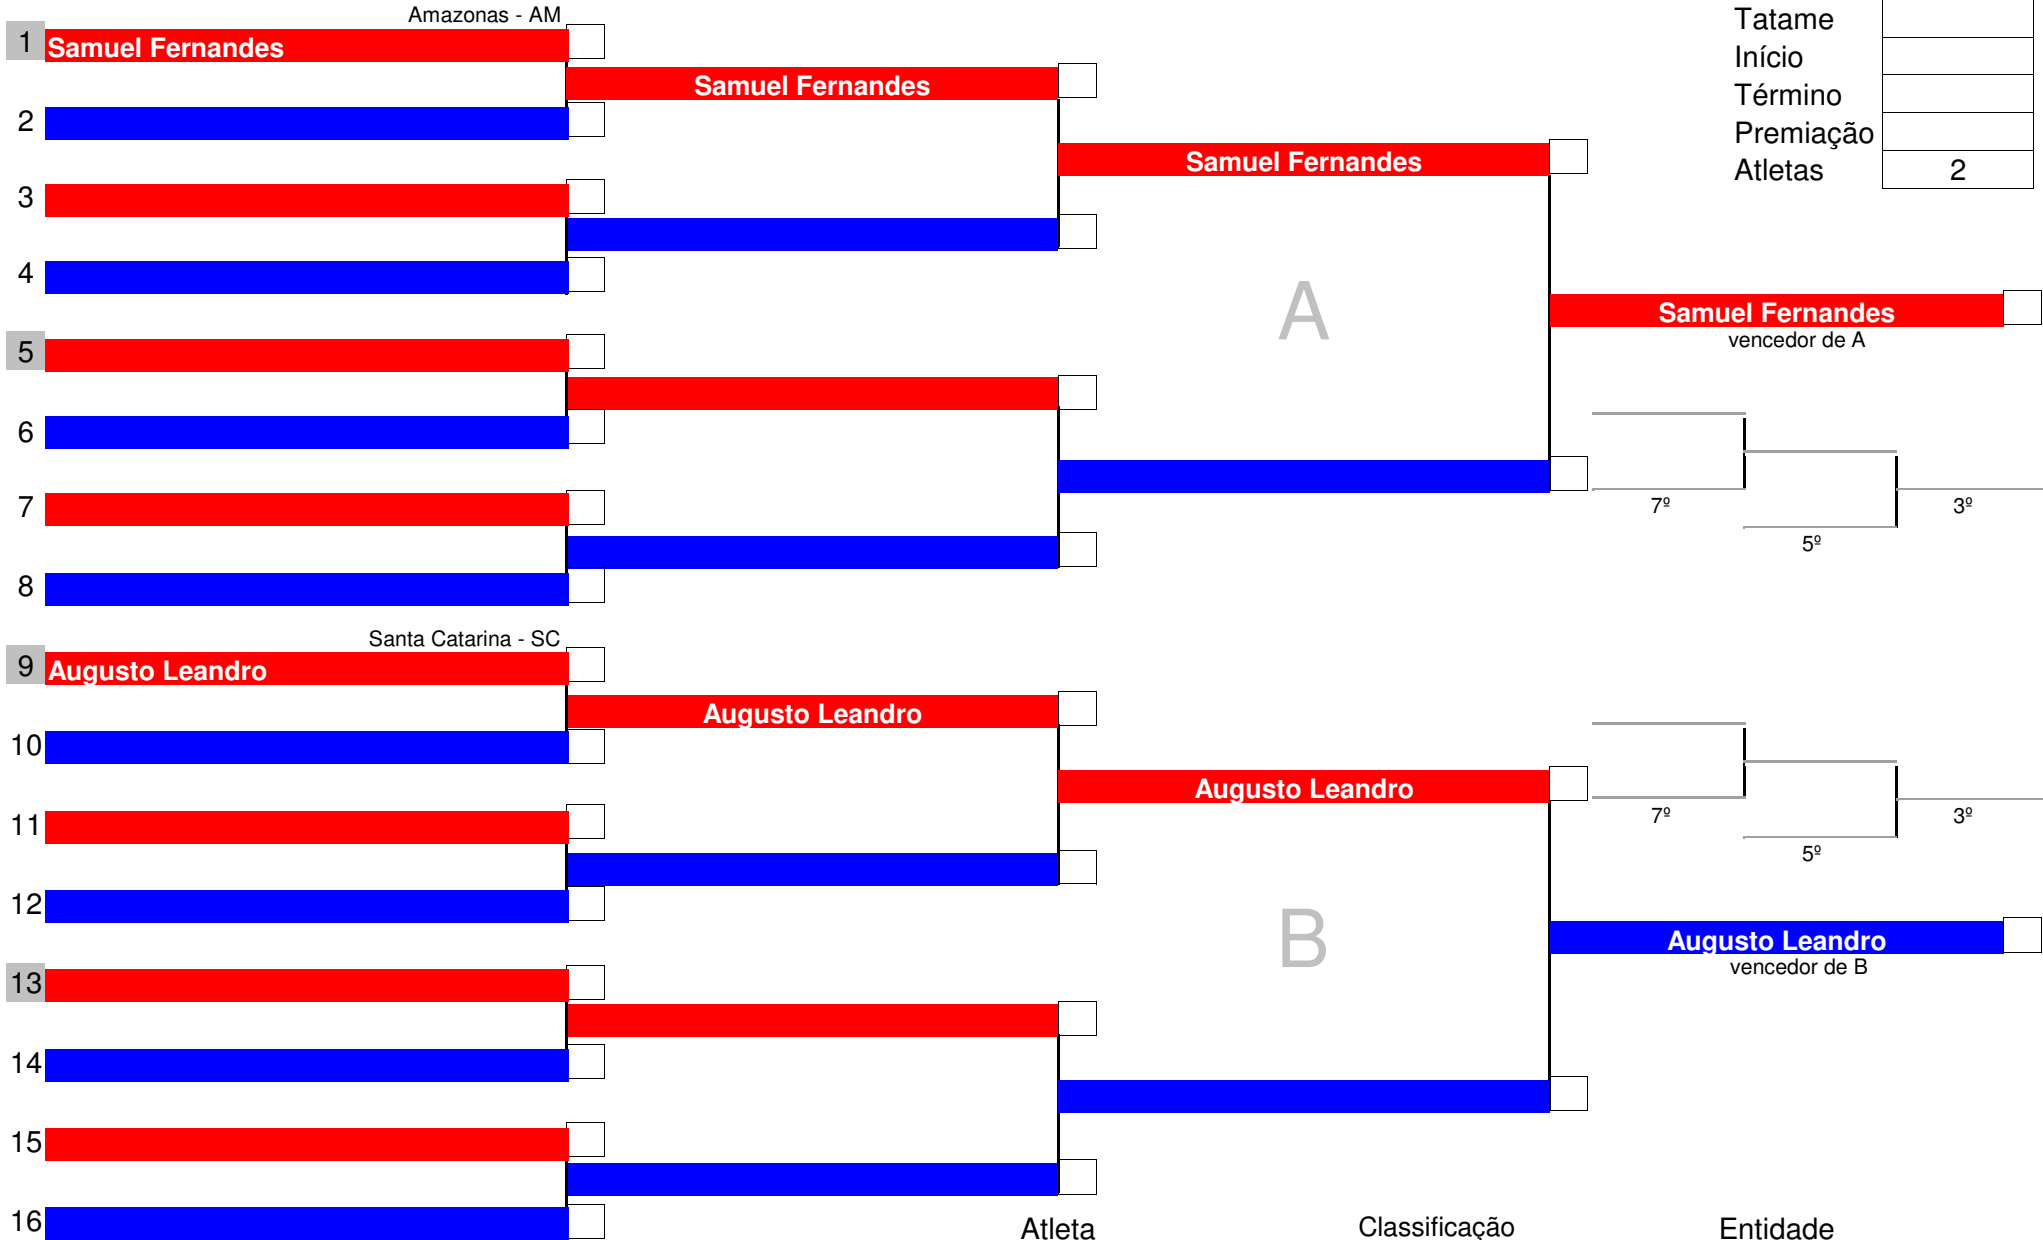 Amazonas - AM
1 Samuel Fernandes
Samuel Fernandes
2
Samuel Fernandes
3
4
A
Samuel Fernandes
vencedor de A
5
6
7
7º 3º
5º
8
Tatame
Início
Término
Premiação
Atletas 2
Santa Catarina - SC
9 Augusto Leandro
Augusto Leandro
10
Augusto Leandro
11
7º 3º
5º
12
B
Augusto Leandro
vencedor de B
13
14
15
16
Atleta Classificação Entidade